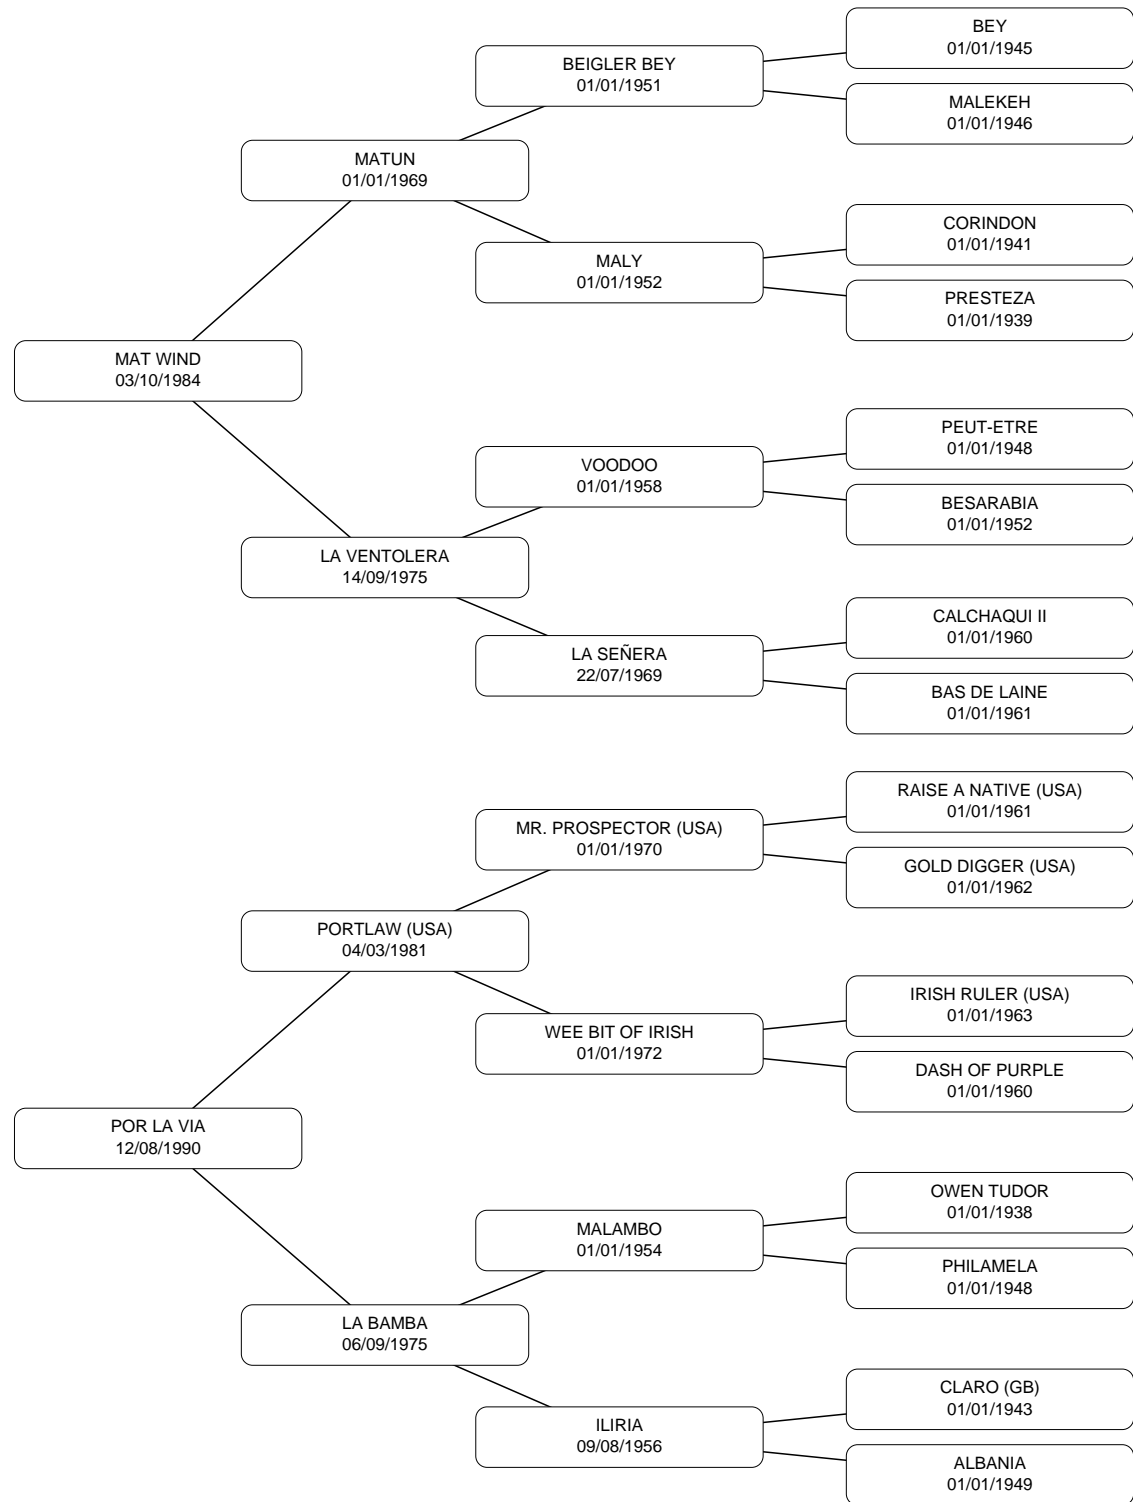 BEY
01/01/1945
BEIGLER BEY
01/01/1951
MALEKEH
01/01/1946
MATUN
01/01/1969
CORINDON
01/01/1941
MALY
01/01/1952
PRESTEZA
01/01/1939
MAT WIND
03/10/1984
PEUT-ETRE
01/01/1948
VOODOO
01/01/1958
BESARABIA
01/01/1952
LA VENTOLERA
14/09/1975
CALCHAQUI II
01/01/1960
LA SEÑERA
22/07/1969
BAS DE LAINE
01/01/1961
RAISE A NATIVE (USA)
01/01/1961
MR. PROSPECTOR (USA)
01/01/1970
GOLD DIGGER (USA)
01/01/1962
PORTLAW (USA)
04/03/1981
IRISH RULER (USA)
01/01/1963
WEE BIT OF IRISH
01/01/1972
DASH OF PURPLE
01/01/1960
POR LA VIA
12/08/1990
OWEN TUDOR
01/01/1938
MALAMBO
01/01/1954
PHILAMELA
01/01/1948
LA BAMBA
06/09/1975
CLARO (GB)
01/01/1943
ILIRIA
09/08/1956
ALBANIA
01/01/1949